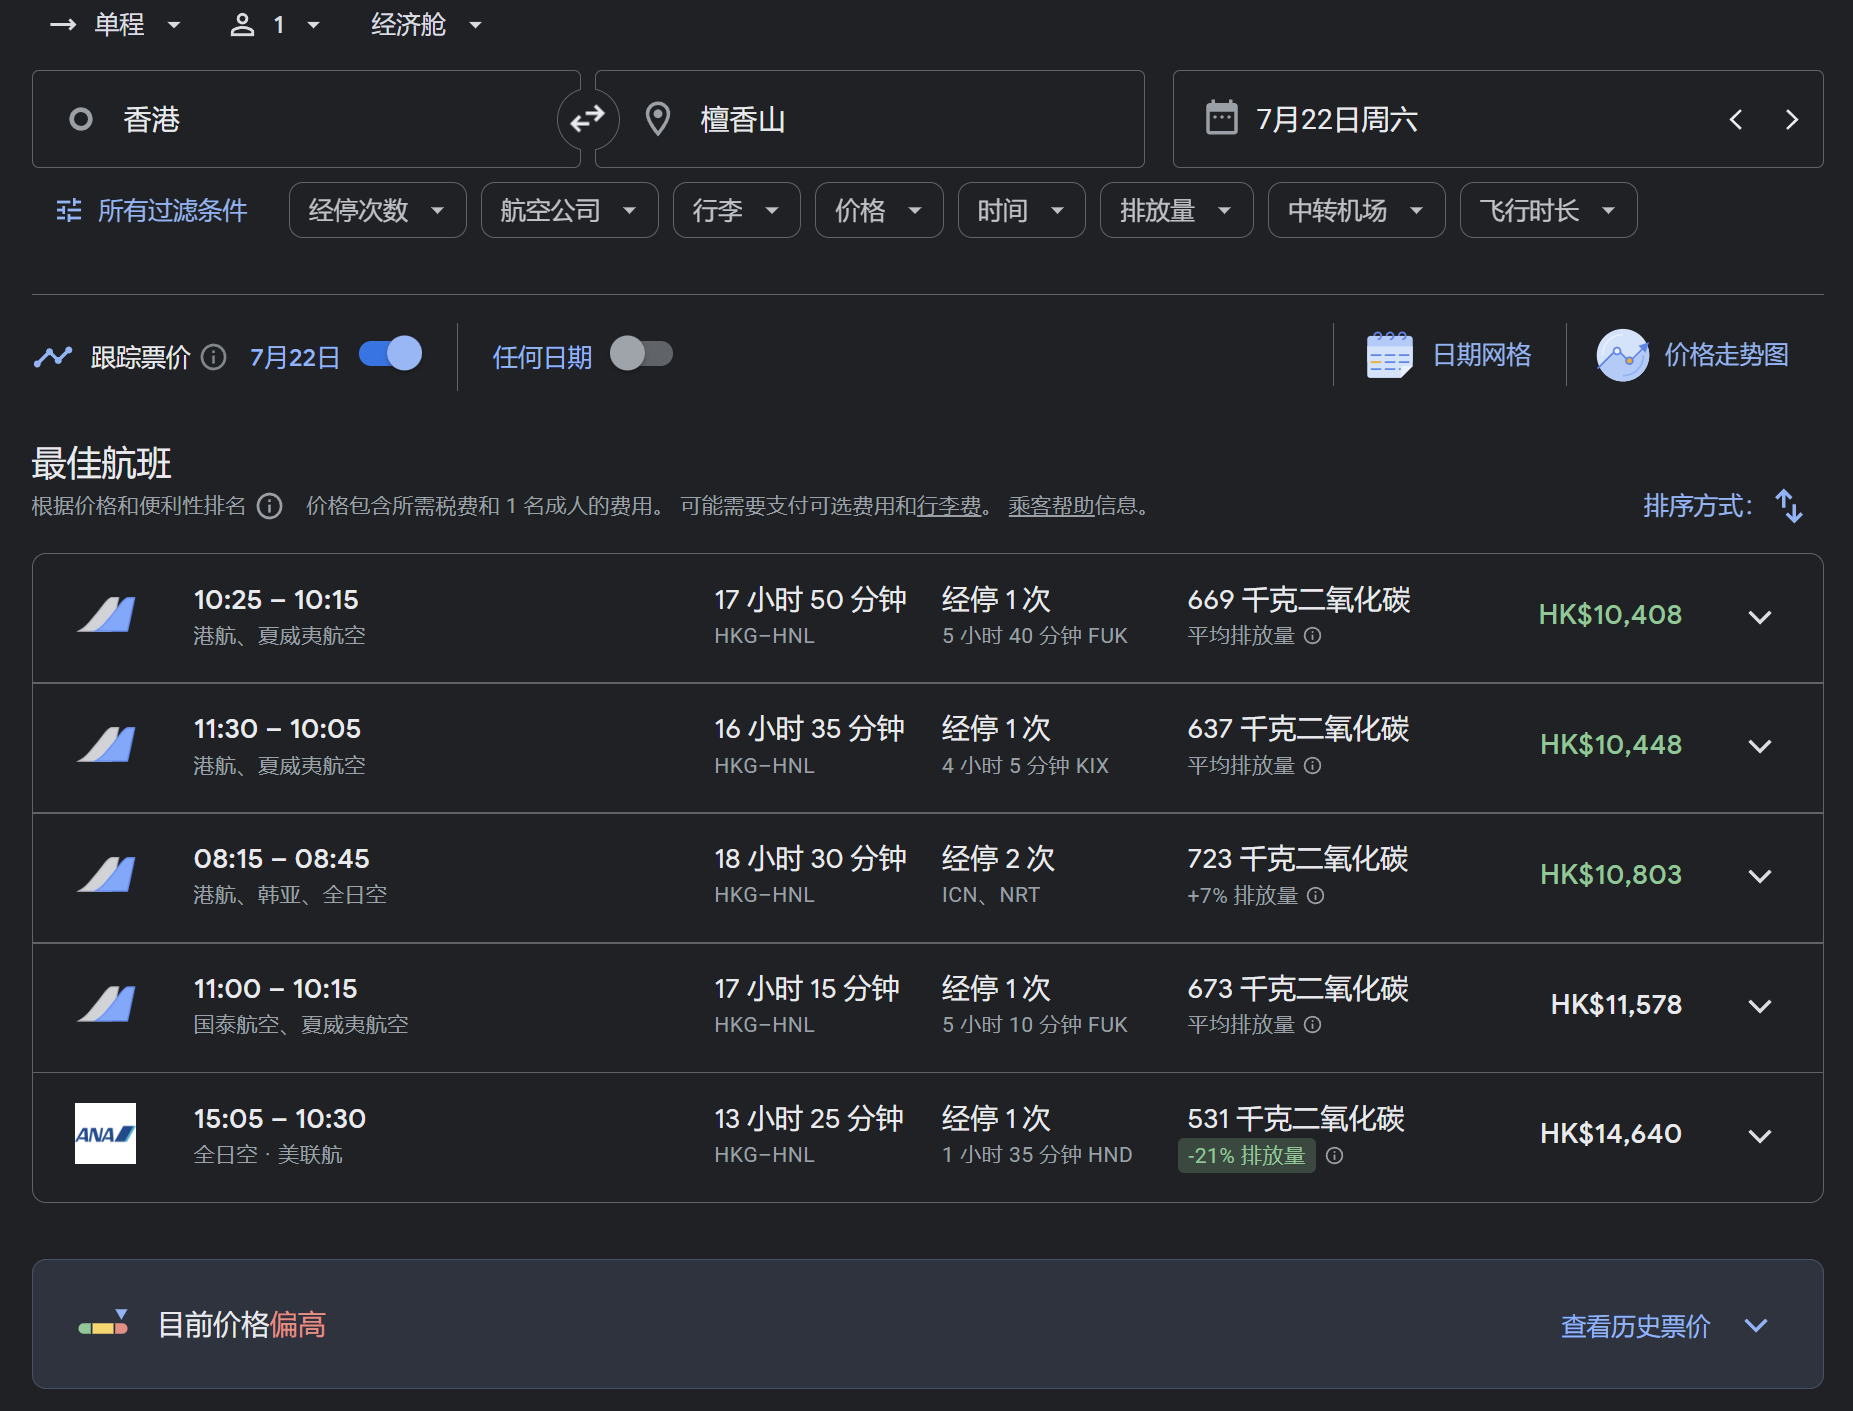 单程 1 经济舱
香港 檀香山 7月22日周六
所有过滤条件 经停次数 航空公司 行李 价格 时间 排放量 中转机场 飞行时长
跟踪票价 7月22日 任何日期 日期网格 价格走势图
最佳航班
根据价格和便利性排名 价格包含所需税费和 1 名成人的费用。 可能需要支付可选费用和行李费。 乘客帮助信息。 排序方式：
10:25 – 10:15 17 小时 50 分钟 经停 1 次 669 千克二氧化碳 HK$10,408
港航、夏威夷航空 HKG–HNL 5 小时 40 分钟 FUK 平均排放量
11:30 – 10:05 16 小时 35 分钟 经停 1 次 637 千克二氧化碳 HK$10,448
港航、夏威夷航空 HKG–HNL 4 小时 5 分钟 KIX 平均排放量
08:15 – 08:45 18 小时 30 分钟 经停 2 次 723 千克二氧化碳 HK$10,803
港航、韩亚、全日空 HKG–HNL ICN、NRT +7% 排放量
11:00 – 10:15 17 小时 15 分钟 经停 1 次 673 千克二氧化碳 HK$11,578
国泰航空、夏威夷航空 HKG–HNL 5 小时 10 分钟 FUK 平均排放量
ANA 15:05 – 10:30 13 小时 25 分钟 经停 1 次 531 千克二氧化碳 HK$14,640
全日空 · 美联航 HKG–HNL 1 小时 35 分钟 HND -21% 排放量
目前价格偏高 查看历史票价